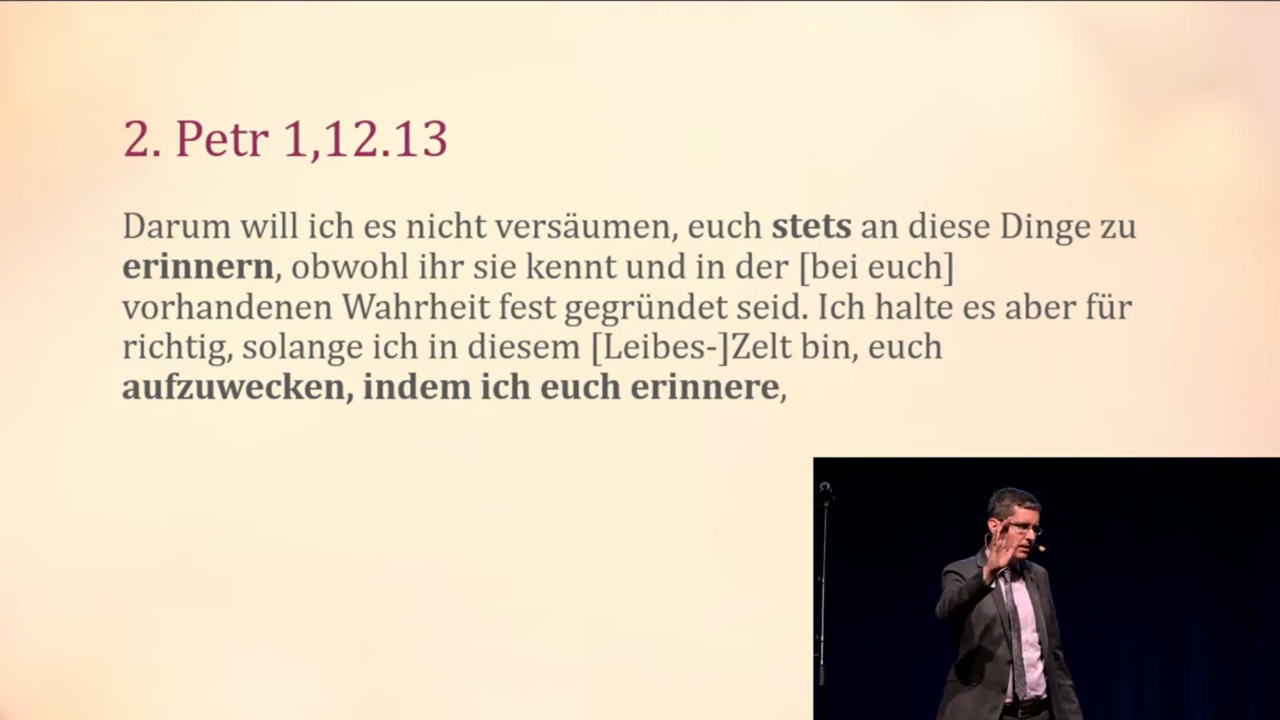 2. Petr 1,12.13
Darum will ich es nicht versäumen, euch stets an diese Dinge zu
erinnern, obwohl ihr sie kennt und in der [bei euch]
vorhandenen Wahrheit fest gegründet seid. Ich halte es aber für
richtig, solange ich in diesem [Leibes-]Zelt bin, euch
aufzuwecken, indem ich euch erinnere,